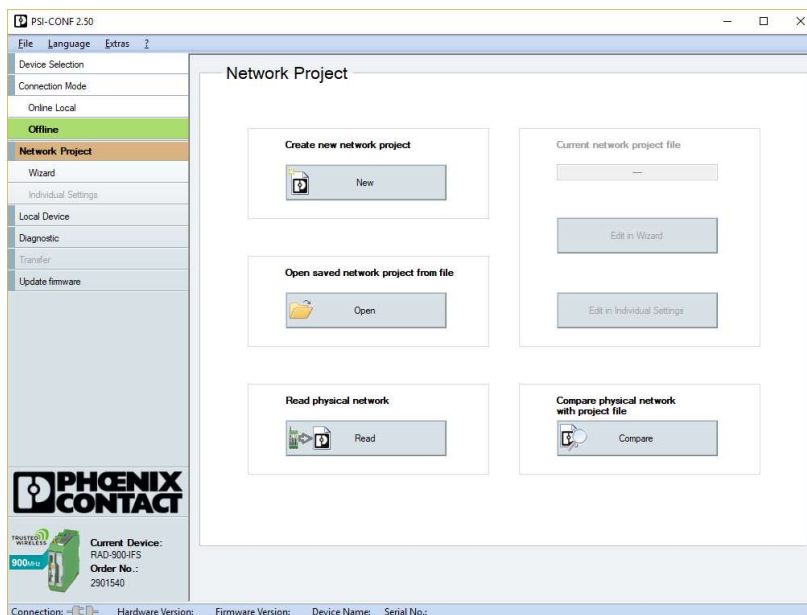 PSI-CONF 2.50
File Language Extras ?
Device Selection
Connection Mode
Online Local
Offline
Network Project
Wizard
Individual Settings
Local Device
Diagnostic
Transfer
Update firmware
PHŒNIX
CONTACT
TRUSTED
WIRELESS
900MHz
Current Device:
RAD-900-IFS
Order No.:
2901540
Network Project
Create new network project
New
Open saved network project from file
Open
Read physical network
Read
Current network project file
—
Edit in Wizard
Edit in Individual Settings
Compare physical network
with project file
Compare
Connection: Hardware Version: Firmware Version: Device Name: Serial No.: